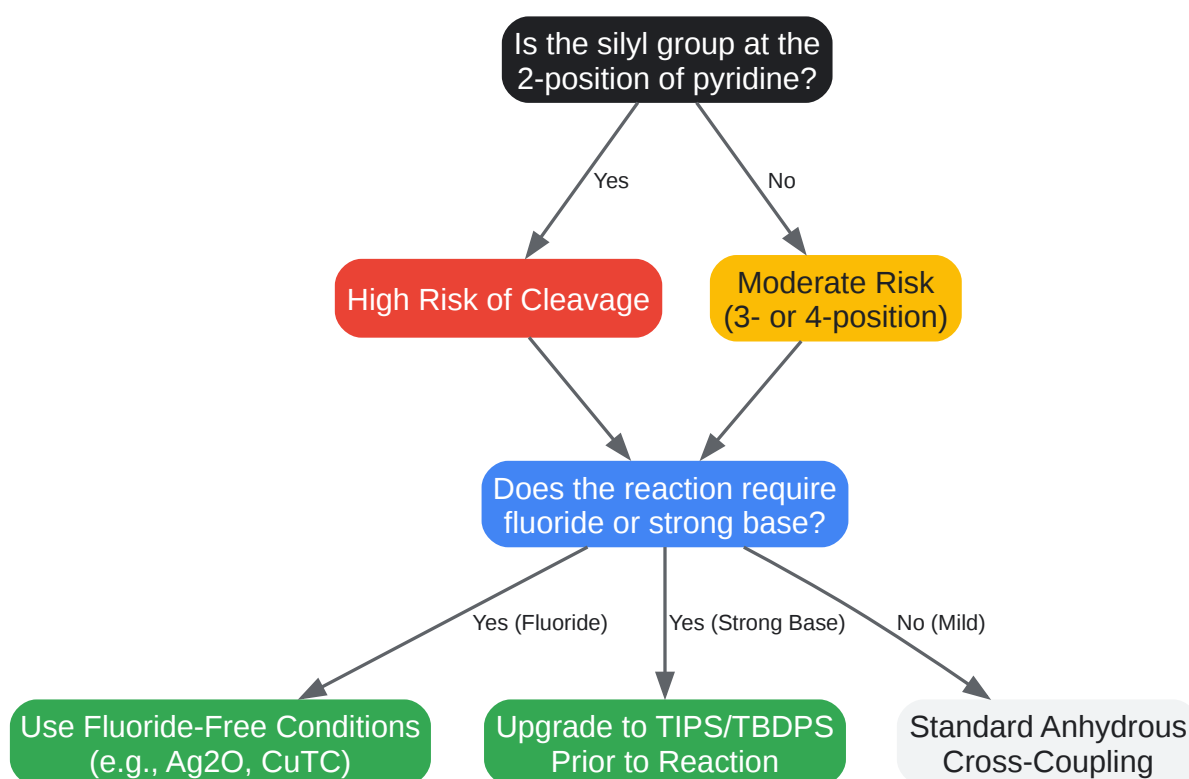 Is the silyl group at the
2-position of pyridine?
Yes
No
High Risk of Cleavage
Moderate Risk
(3- or 4-position)
Does the reaction require
fluoride or strong base?
Yes (Fluoride)
Yes (Strong Base)
No (Mild)
Use Fluoride-Free Conditions
(e.g., Ag2O, CuTC)
Upgrade to TIPS/TBDPS
Prior to Reaction
Standard Anhydrous
Cross-Coupling